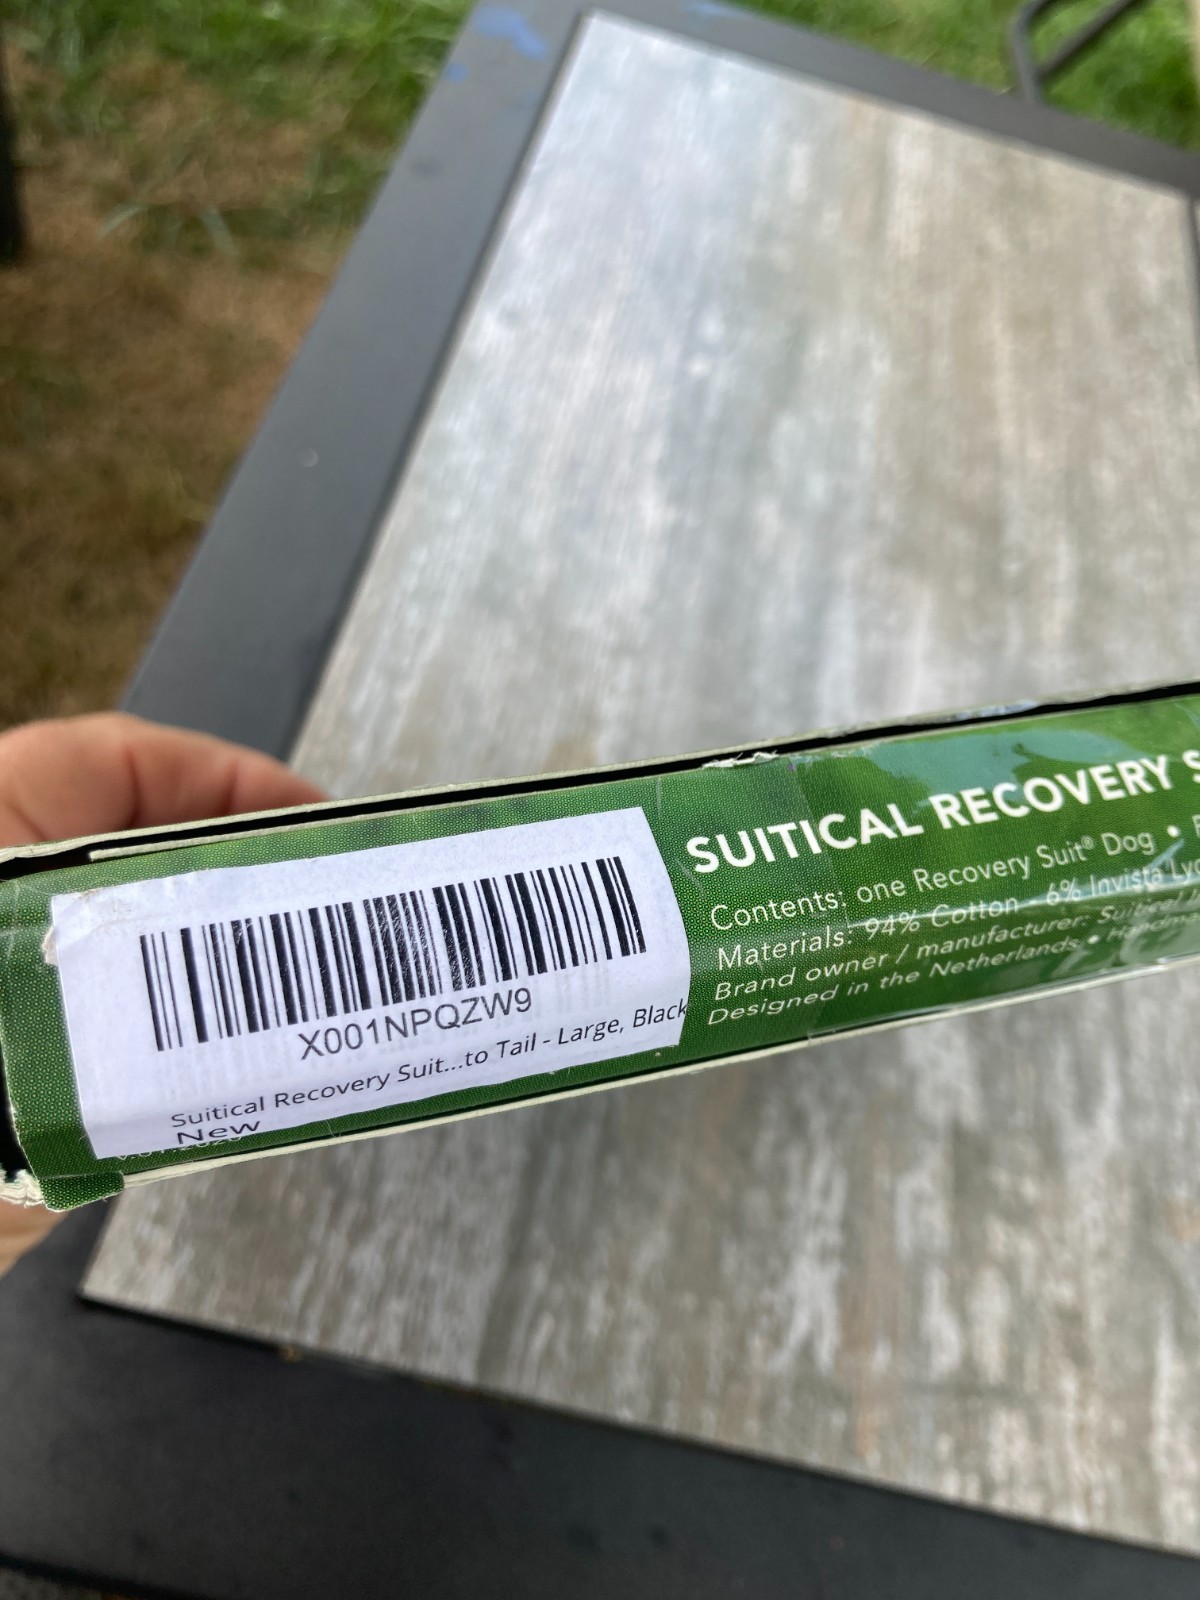 X001NPQZW9
Suitical Recovery Suit...to Tail - Large, Black
New
SUITICAL RECOVERY
Contents: one Recovery Suit® Dog •
Materials: 94% Cotton - 6% Invista
Brand owner / manufacturer: Suitical
Designed in the Netherlands •